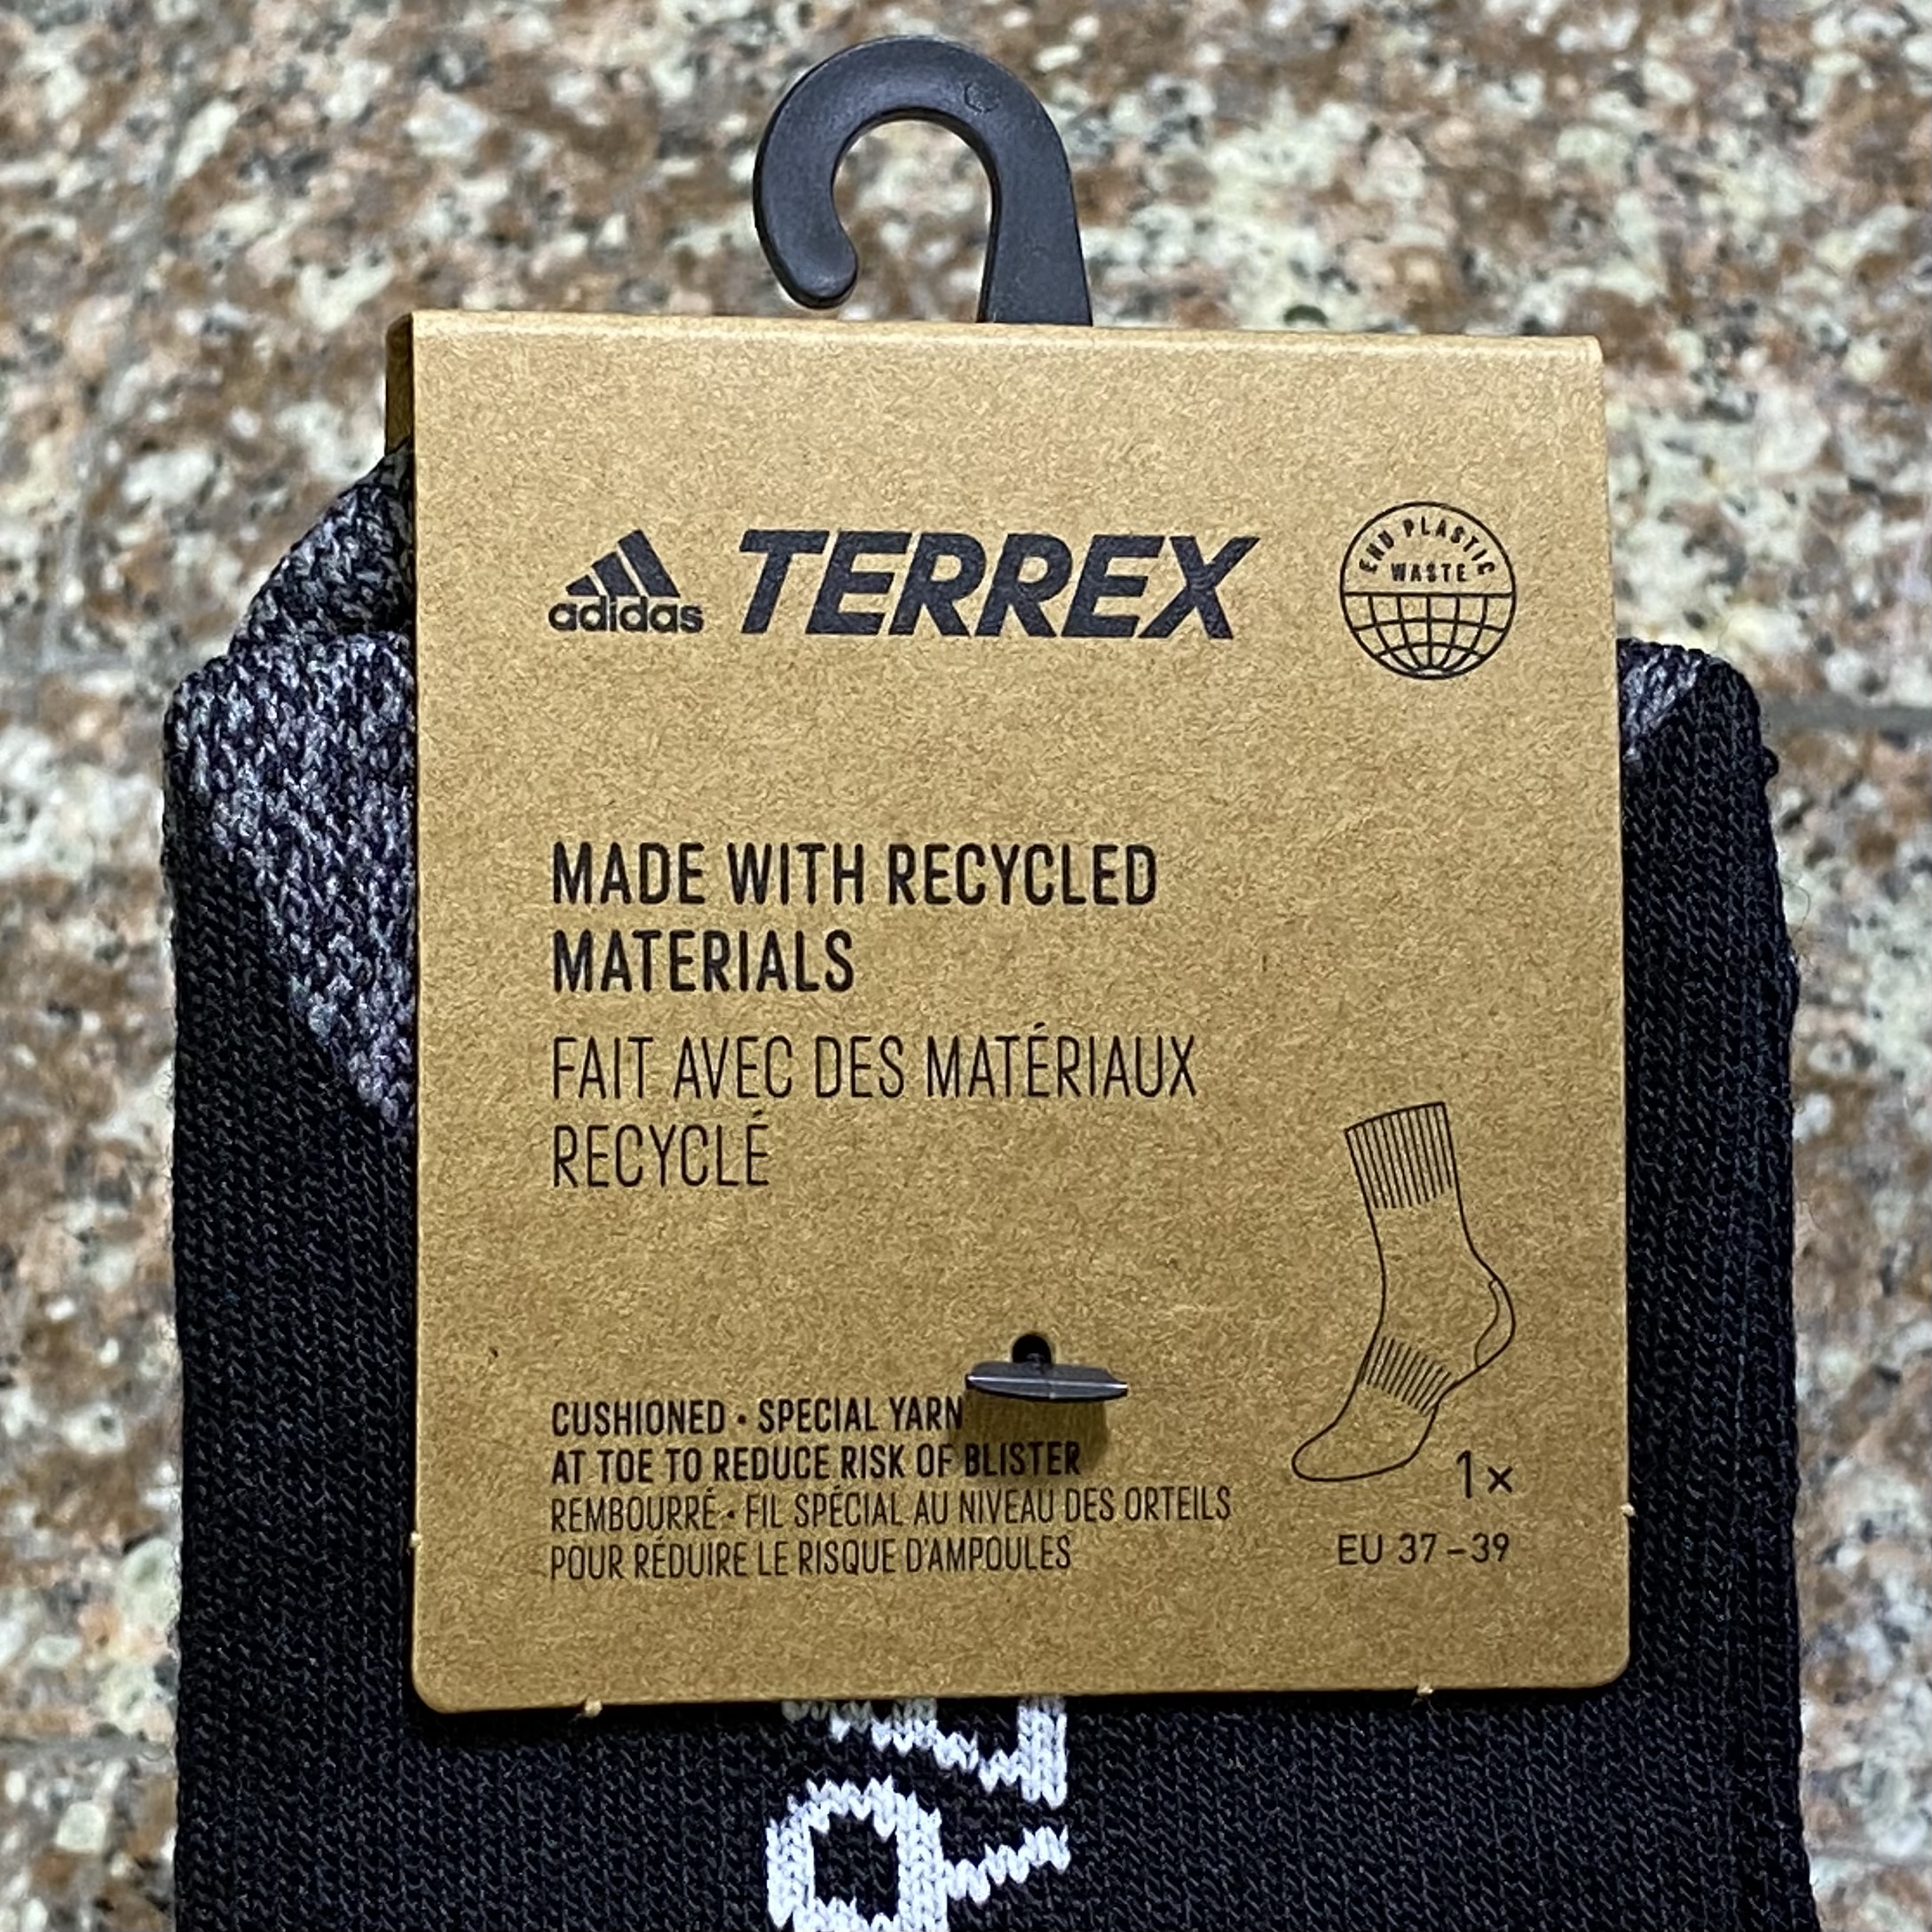 adidas TERREX
END PLASTIC
WASTE
MADE WITH RECYCLED
MATERIALS
FAIT AVEC DES MATÉRIAUX
RECYCLÉ
CUSHIONED • SPECIAL YARN
AT TOE TO REDUCE RISK OF BLISTER
REMBOURRÉ • FIL SPÉCIAL AU NIVEAU DES ORTEILS
POUR RÉDUIRE LE RISQUE D'AMPOULES
1×
EU 37–39